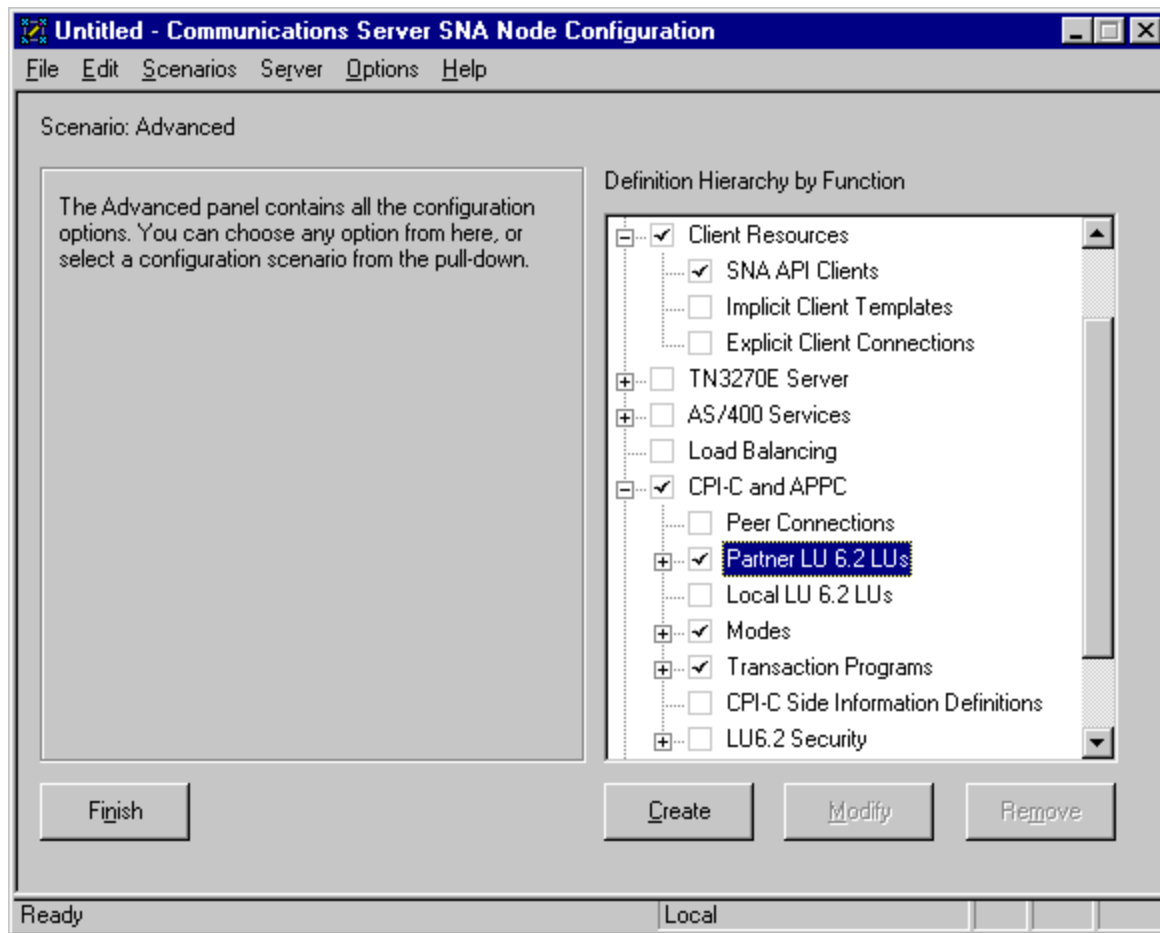 Untitled - Communications Server SNA Node Configuration
File Edit Scenarios Server Options Help
Scenario: Advanced
The Advanced panel contains all the configuration
options. You can choose any option from here, or
select a configuration scenario from the pull-down.
Definition Hierarchy by Function
Client Resources
SNA API Clients
Implicit Client Templates
Explicit Client Connections
TN3270E Server
AS/400 Services
Load Balancing
CPI-C and APPC
Peer Connections
Partner LU 6.2 LUs
Local LU 6.2 LUs
Modes
Transaction Programs
CPI-C Side Information Definitions
LU6.2 Security
Finish Create Modify Remove
Ready Local